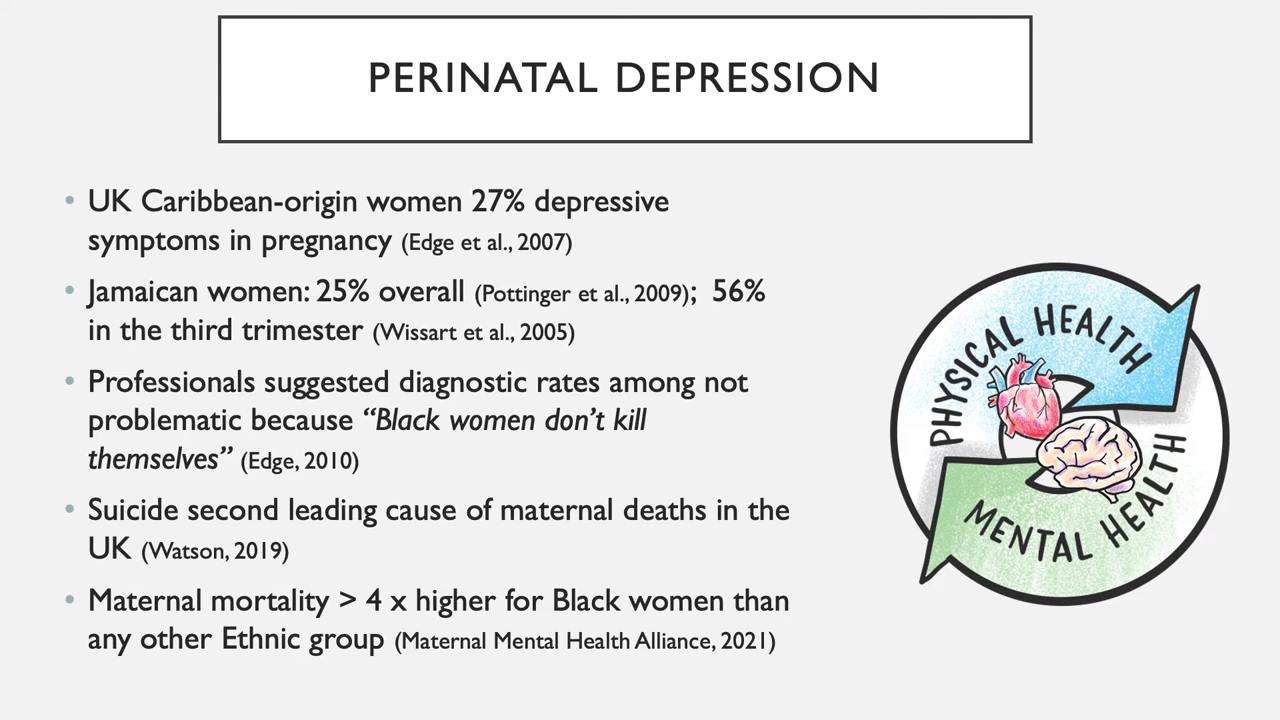 PERINATAL DEPRESSION
• UK Caribbean-origin women 27% depressive
symptoms in pregnancy (Edge et al., 2007)
• Jamaican women: 25% overall (Pottinger et al., 2009);  56%
in the third trimester (Wissart et al., 2005)
• Professionals suggested diagnostic rates among not
problematic because “Black women don’t kill
themselves” (Edge, 2010)
• Suicide second leading cause of maternal deaths in the
UK (Watson, 2019)
• Maternal mortality > 4 x higher for Black women than
any other Ethnic group (Maternal Mental Health Alliance, 2021)
PHYSICAL HEALTH
MENTAL HEALTH